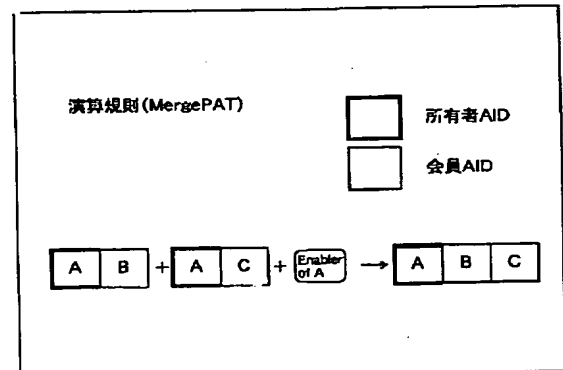 演算規則(MergePAT)
所有者AID
会員AID
A B + A C + Enabler of A → A B C